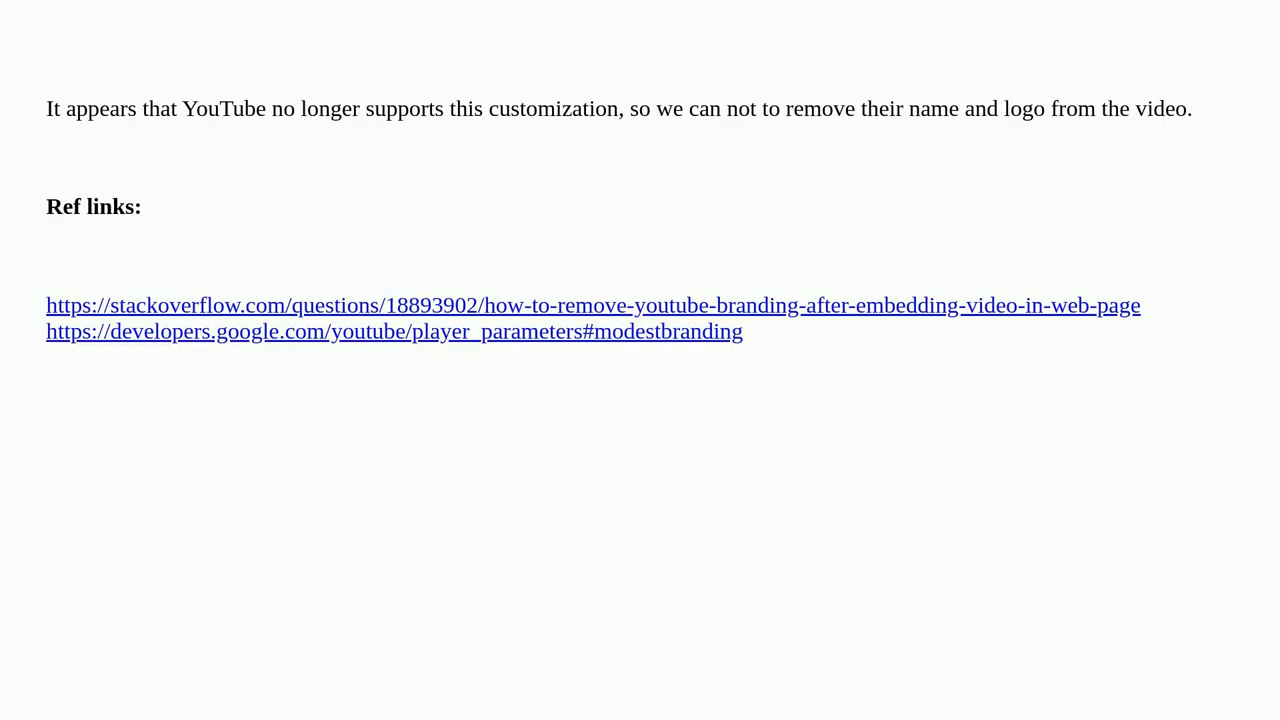 It appears that YouTube no longer supports this customization, so we can not to remove their name and logo from the video.
Ref links:
https://stackoverflow.com/questions/18893902/how-to-remove-youtube-branding-after-embedding-video-in-web-page
https://developers.google.com/youtube/player_parameters#modestbranding